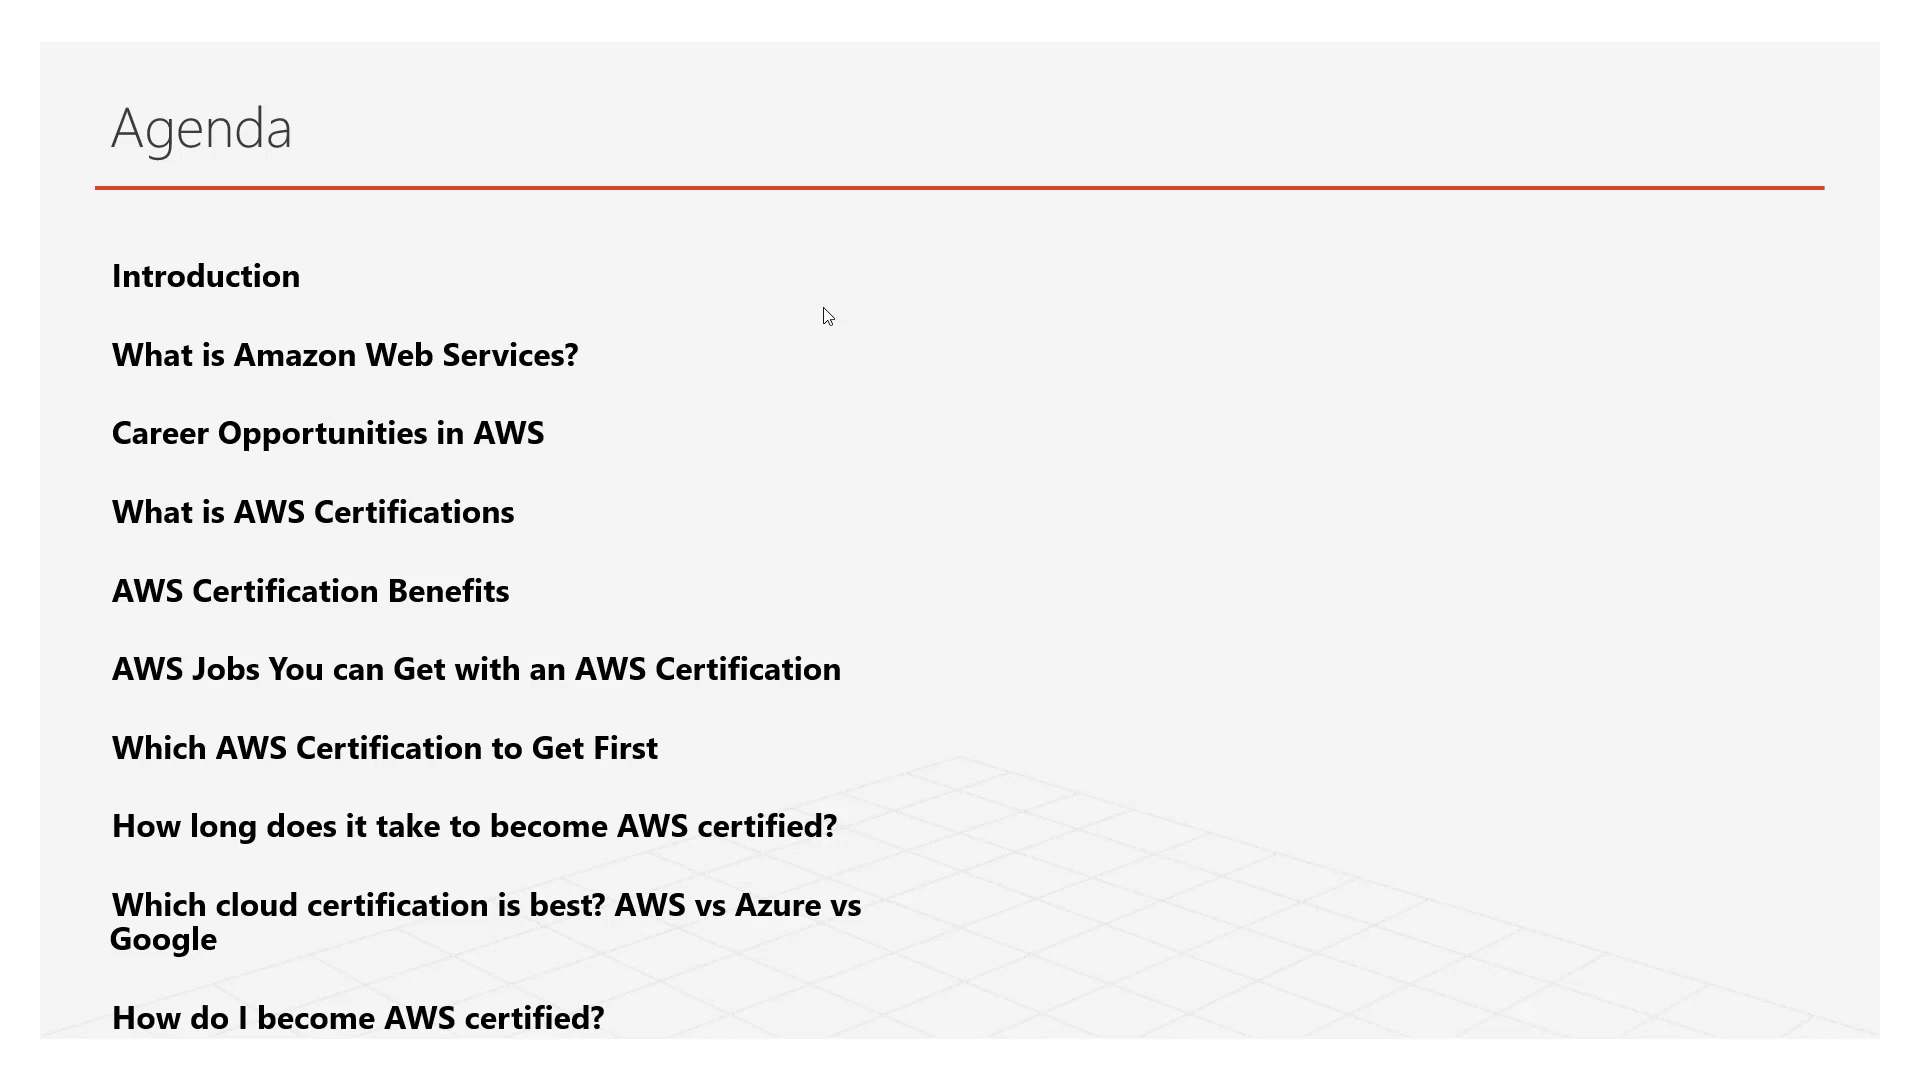 Agenda
Introduction
What is Amazon Web Services?
Career Opportunities in AWS
What is AWS Certifications
AWS Certification Benefits
AWS Jobs You can Get with an AWS Certification
Which AWS Certification to Get First
How long does it take to become AWS certified?
Which cloud certification is best? AWS vs Azure vs
Google
How do I become AWS certified?